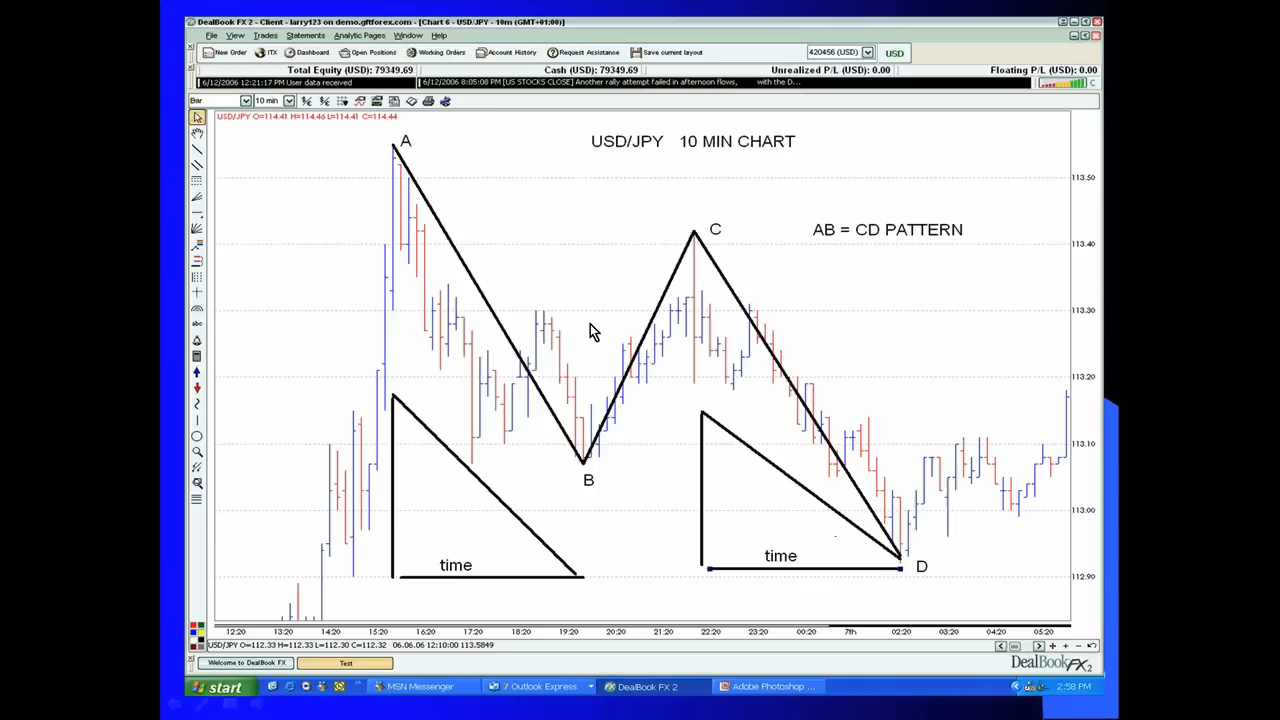 DealBook FX 2 - Client - larry123 on demo.gftforex.com - [Chart 6 - USD/JPY - 10m (GMT+01:00)]
File View Trades Statements Analytic Pages Window Help
New Order ITX Dashboard Open Positions Working Orders Account History Request Assistance Save current layout 420456 (USD) USD
Total Equity (USD): 79349.69 Cash (USD): 79349.69 Unrealized P/L (USD): 0.00 Floating P/L (USD): 0.00
6/12/2006 12:21:17 PM User data received 6/12/2006 8:05:08 PM [US STOCKS CLOSE] Another rally attempt failed in afternoon flows, with the D...
Bar 10 min
USD/JPY O=114.41 H=114.46 L=114.41 C=114.44
A USD/JPY 10 MIN CHART
113.50
C AB = CD PATTERN
113.40
113.30
abc
113.20
113.10
B
113.00
time time D
112.90
12:20 13:20 14:20 15:20 16:20 17:20 18:20 19:20 20:20 21:20 22:20 23:20 00:20 7th 02:20 03:20 04:20 05:20
USD/JPY O=112.33 H=112.33 L=112.30 C=112.32 06.06.06 12:10:00 113.5849
Welcome to DealBook FX Test DealBook FX 2
start MSN Messenger 7 Outlook Express DealBook FX 2 Adobe Photoshop ... 2:58 PM